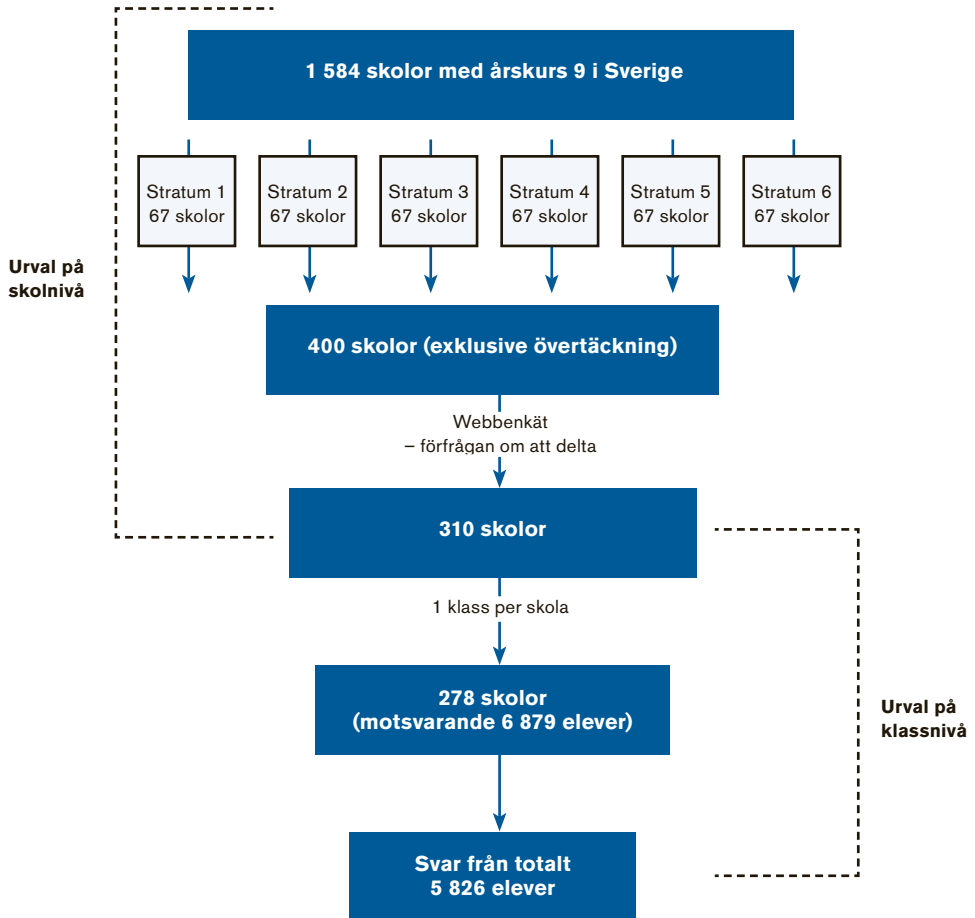 1 584 skolor med årskurs 9 i Sverige
Stratum 1
67 skolor
Stratum 2
67 skolor
Stratum 3
67 skolor
Stratum 4
67 skolor
Stratum 5
67 skolor
Stratum 6
67 skolor
Urval på
skolnivå
400 skolor (exklusive övertäckning)
Webbenkät
– förfrågan om att delta
310 skolor
1 klass per skola
278 skolor
(motsvarande 6 879 elever)
Urval på
klassnivå
Svar från totalt
5 826 elever